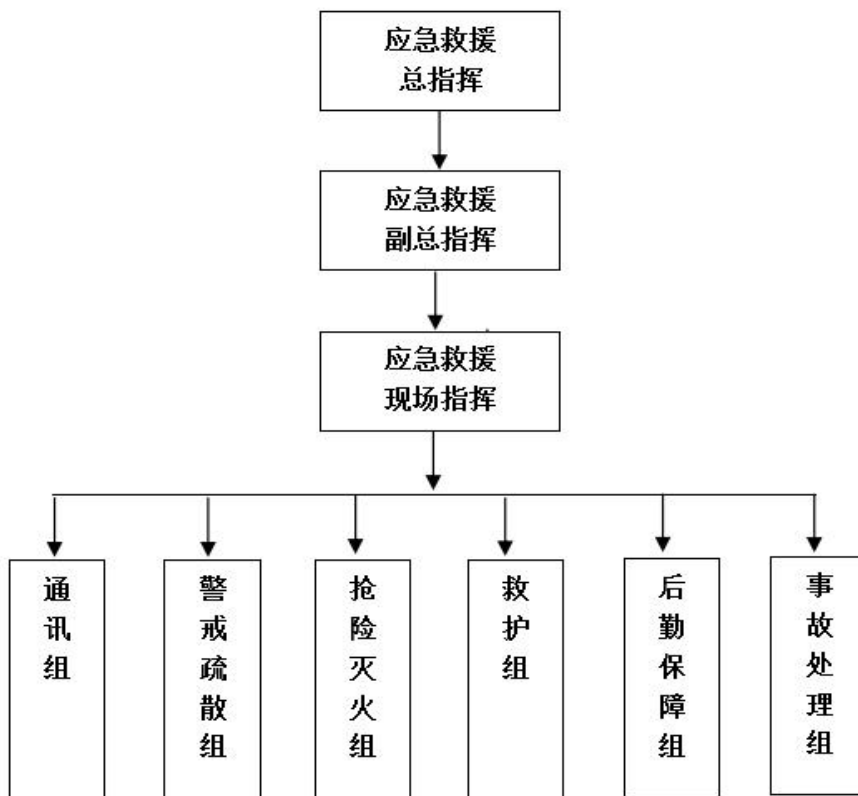 应急救援
总指挥
应急救援
副总指挥
应急救援
现场指挥
通讯组
警戒疏散组
抢险灭火组
救护组
后勤保障组
事故处理组